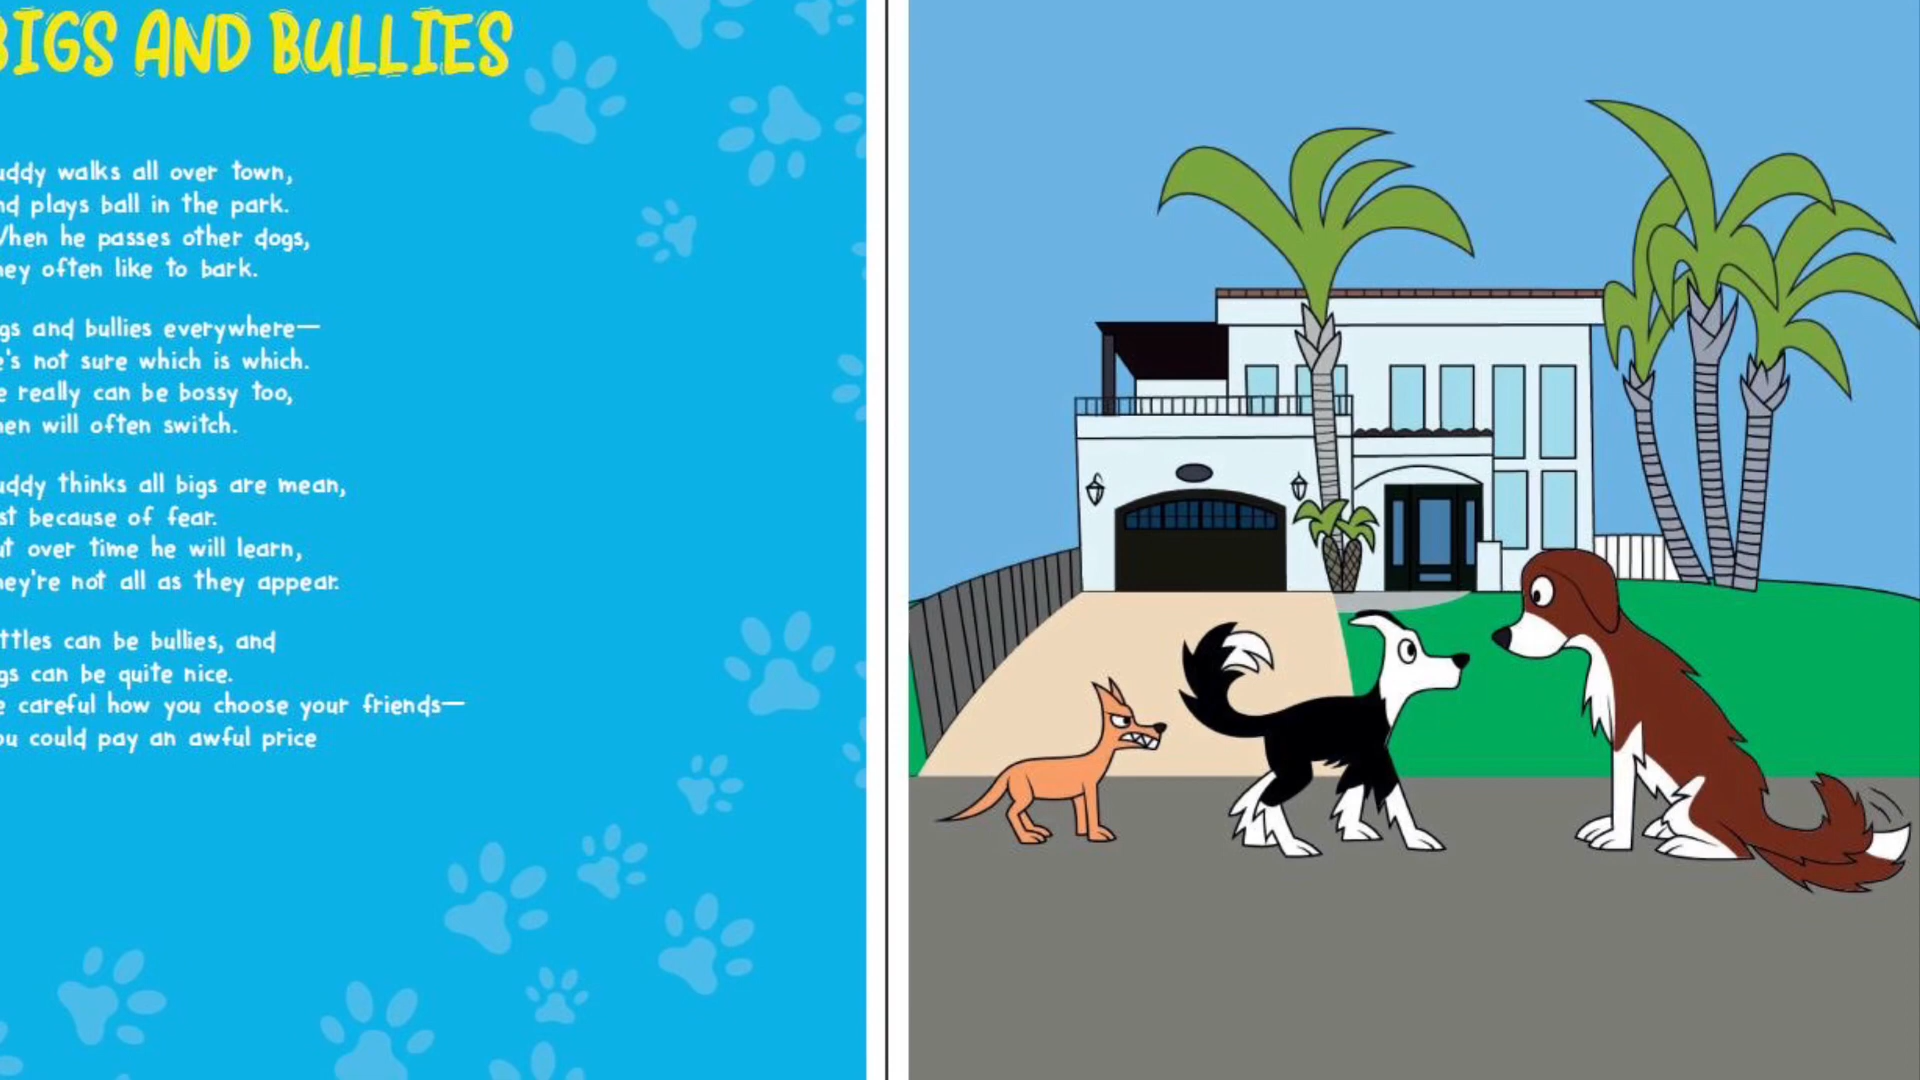 BIGS AND BULLIES
uddy walks all over town,
nd plays ball in the park.
When he passes other dogs,
hey often like to bark.
gs and bullies everywhere—
e's not sure which is which.
e really can be bossy too,
hen will often switch.
uddy thinks all bigs are mean,
st because of fear.
ut over time he will learn,
hey're not all as they appear.
ttles can be bullies, and
gs can be quite nice.
e careful how you choose your friends—
ou could pay an awful price